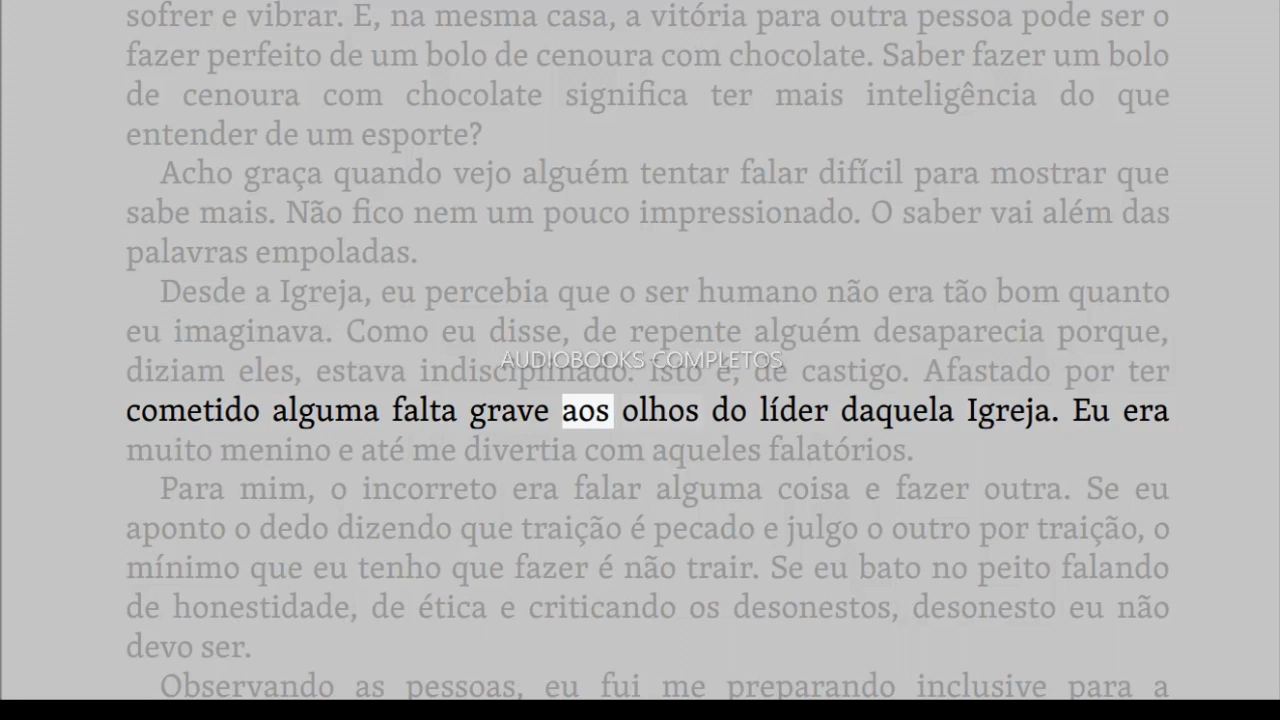 sofrer e vibrar. E, na mesma casa, a vitória para outra pessoa pode ser o
fazer perfeito de um bolo de cenoura com chocolate. Saber fazer um bolo
de cenoura com chocolate significa ter mais inteligência do que
entender de um esporte?
Acho graça quando vejo alguém tentar falar difícil para mostrar que
sabe mais. Não fico nem um pouco impressionado. O saber vai além das
palavras empoladas.
Desde a Igreja, eu percebia que o ser humano não era tão bom quanto
eu imaginava. Como eu disse, de repente alguém desaparecia porque,
AUDIOBOOKS COMPLETOS
diziam eles, estava indisciplinado. Isto é, de castigo. Afastado por ter
cometido alguma falta grave aos olhos do líder daquela Igreja. Eu era
muito menino e até me divertia com aqueles falatórios.
Para mim, o incorreto era falar alguma coisa e fazer outra. Se eu
aponto o dedo dizendo que traição é pecado e julgo o outro por traição, o
mínimo que eu tenho que fazer é não trair. Se eu bato no peito falando
de honestidade, de ética e criticando os desonestos, desonesto eu não
devo ser.
Observando as pessoas, eu fui me preparando inclusive para a